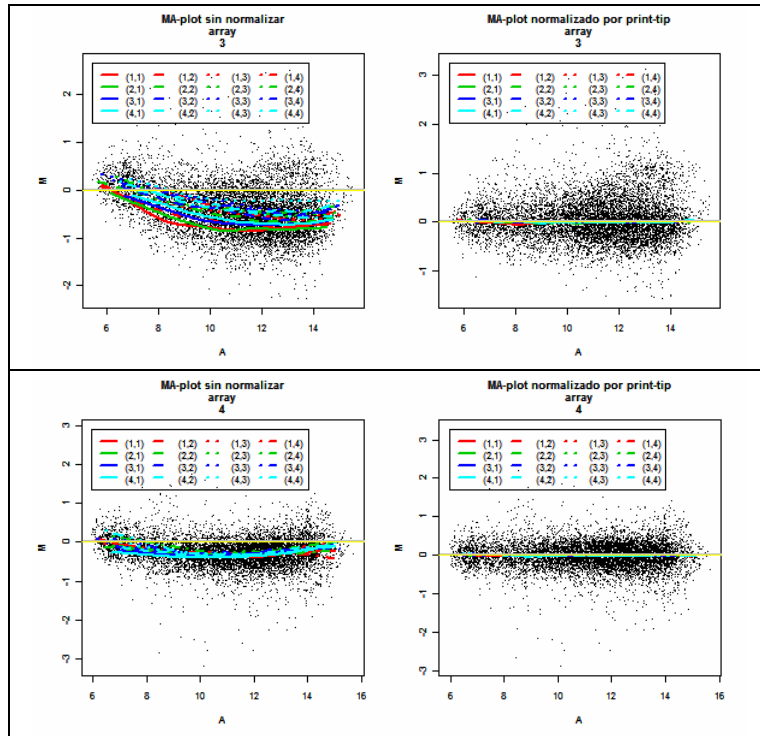 MA-plot sin normalizar
array
3
(1,1) (1,2) (1,3) (1,4)
(2,1) (2,2) (2,3) (2,4)
(3,1) (3,2) (3,3) (3,4)
(4,1) (4,2) (4,3) (4,4)
2
1
0
-1
-2
M
6 8 10 12 14
A
MA-plot normalizado por print-tip
array
3
(1,1) (1,2) (1,3) (1,4)
(2,1) (2,2) (2,3) (2,4)
(3,1) (3,2) (3,3) (3,4)
(4,1) (4,2) (4,3) (4,4)
3
2
1
0
-1
M
6 8 10 12 14
A
MA-plot sin normalizar
array
4
(1,1) (1,2) (1,3) (1,4)
(2,1) (2,2) (2,3) (2,4)
(3,1) (3,2) (3,3) (3,4)
(4,1) (4,2) (4,3) (4,4)
3
2
1
0
-1
-2
-3
M
6 8 10 12 14 16
A
MA-plot normalizado por print-tip
array
4
(1,1) (1,2) (1,3) (1,4)
(2,1) (2,2) (2,3) (2,4)
(3,1) (3,2) (3,3) (3,4)
(4,1) (4,2) (4,3) (4,4)
3
2
1
0
-1
-2
-3
M
6 8 10 12 14 16
A